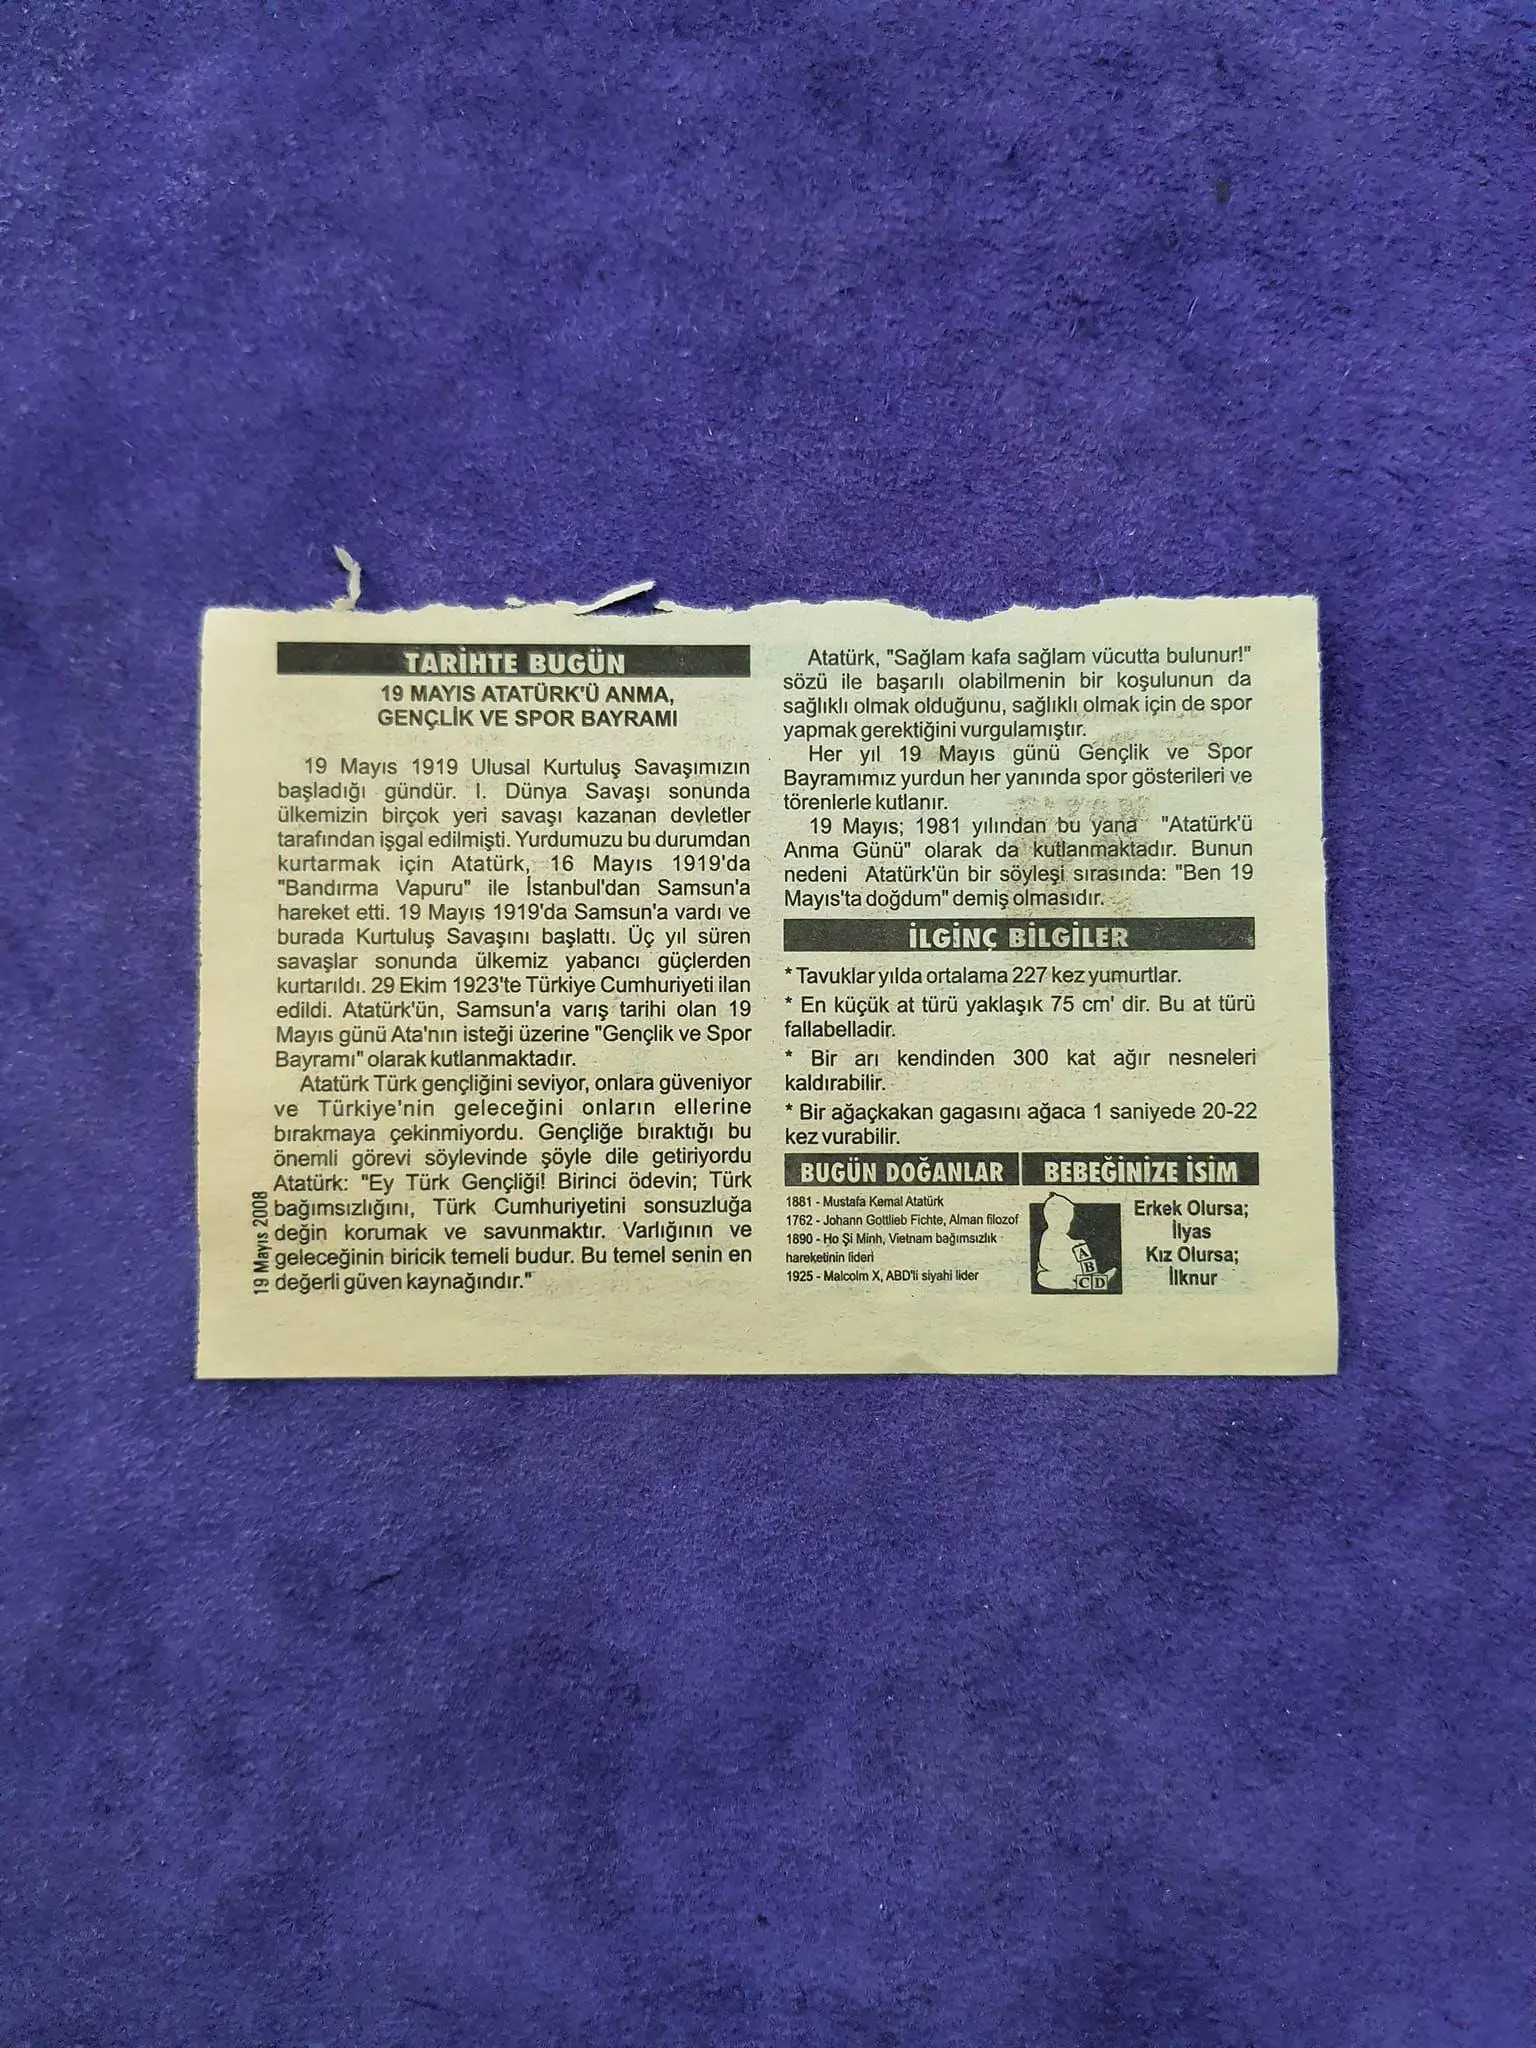 TARİHTE BUGÜN
19 MAYIS ATATÜRK'Ü ANMA,
GENÇLİK VE SPOR BAYRAMI
19 Mayıs 1919 Ulusal Kurtuluş Savaşımızın
başladığı gündür. I. Dünya Savaşı sonunda
ülkemizin birçok yeri savaşı kazanan devletler
tarafından işgal edilmişti. Yurdumuzu bu durumdan
kurtarmak için Atatürk, 16 Mayıs 1919'da
"Bandırma Vapuru" ile İstanbul'dan Samsun'a
hareket etti. 19 Mayıs 1919'da Samsun'a vardı ve
burada Kurtuluş Savaşını başlattı. Üç yıl süren
savaşlar sonunda ülkemiz yabancı güçlerden
kurtarıldı. 29 Ekim 1923'te Türkiye Cumhuriyeti ilan
edildi. Atatürk'ün, Samsun'a varış tarihi olan 19
Mayıs günü Ata'nın isteği üzerine "Gençlik ve Spor
Bayramı" olarak kutlanmaktadır.
Atatürk Türk gençliğini seviyor, onlara güveniyor
ve Türkiye'nin geleceğini onların ellerine
bırakmaya çekinmiyordu. Gençliğe bıraktığı bu
önemli görevi söylevinde şöyle dile getiriyordu
Atatürk: "Ey Türk Gençliği! Birinci ödevin; Türk
bağımsızlığını, Türk Cumhuriyetini sonsuzluğa
değin korumak ve savunmaktır. Varlığının ve
geleceğinin biricik temeli budur. Bu temel senin en
değerli güven kaynağındır."
19 Mayıs 2008
Atatürk, "Sağlam kafa sağlam vücutta bulunur!"
sözü ile başarılı olabilmenin bir koşulunun da
sağlıklı olmak olduğunu, sağlıklı olmak için de spor
yapmak gerektiğini vurgulamıştır.
Her yıl 19 Mayıs günü Gençlik ve Spor
Bayramımız yurdun her yanında spor gösterileri ve
törenlerle kutlanır.
19 Mayıs; 1981 yılından bu yana "Atatürk'ü
Anma Günü" olarak da kutlanmaktadır. Bunun
nedeni Atatürk'ün bir söyleşi sırasında: "Ben 19
Mayıs'ta doğdum" demiş olmasıdır.
İLGİNÇ BİLGİLER
* Tavuklar yılda ortalama 227 kez yumurtlar.
* En küçük at türü yaklaşık 75 cm' dir. Bu at türü
fallabelladir.
* Bir arı kendinden 300 kat ağır nesneleri
kaldırabilir.
* Bir ağaçkakan gagasını ağaca 1 saniyede 20-22
kez vurabilir.
BUGÜN DOĞANLAR
1881 - Mustafa Kemal Atatürk
1762 - Johann Gottlieb Fichte, Alman filozof
1890 - Ho Şi Minh, Vietnam bağımsızlık
hareketinin lideri
1925 - Malcolm X, ABD'li siyahi lider
BEBEĞİNİZE İSİM
A
B
C D
Erkek Olursa;
İlyas
Kız Olursa;
İlknur